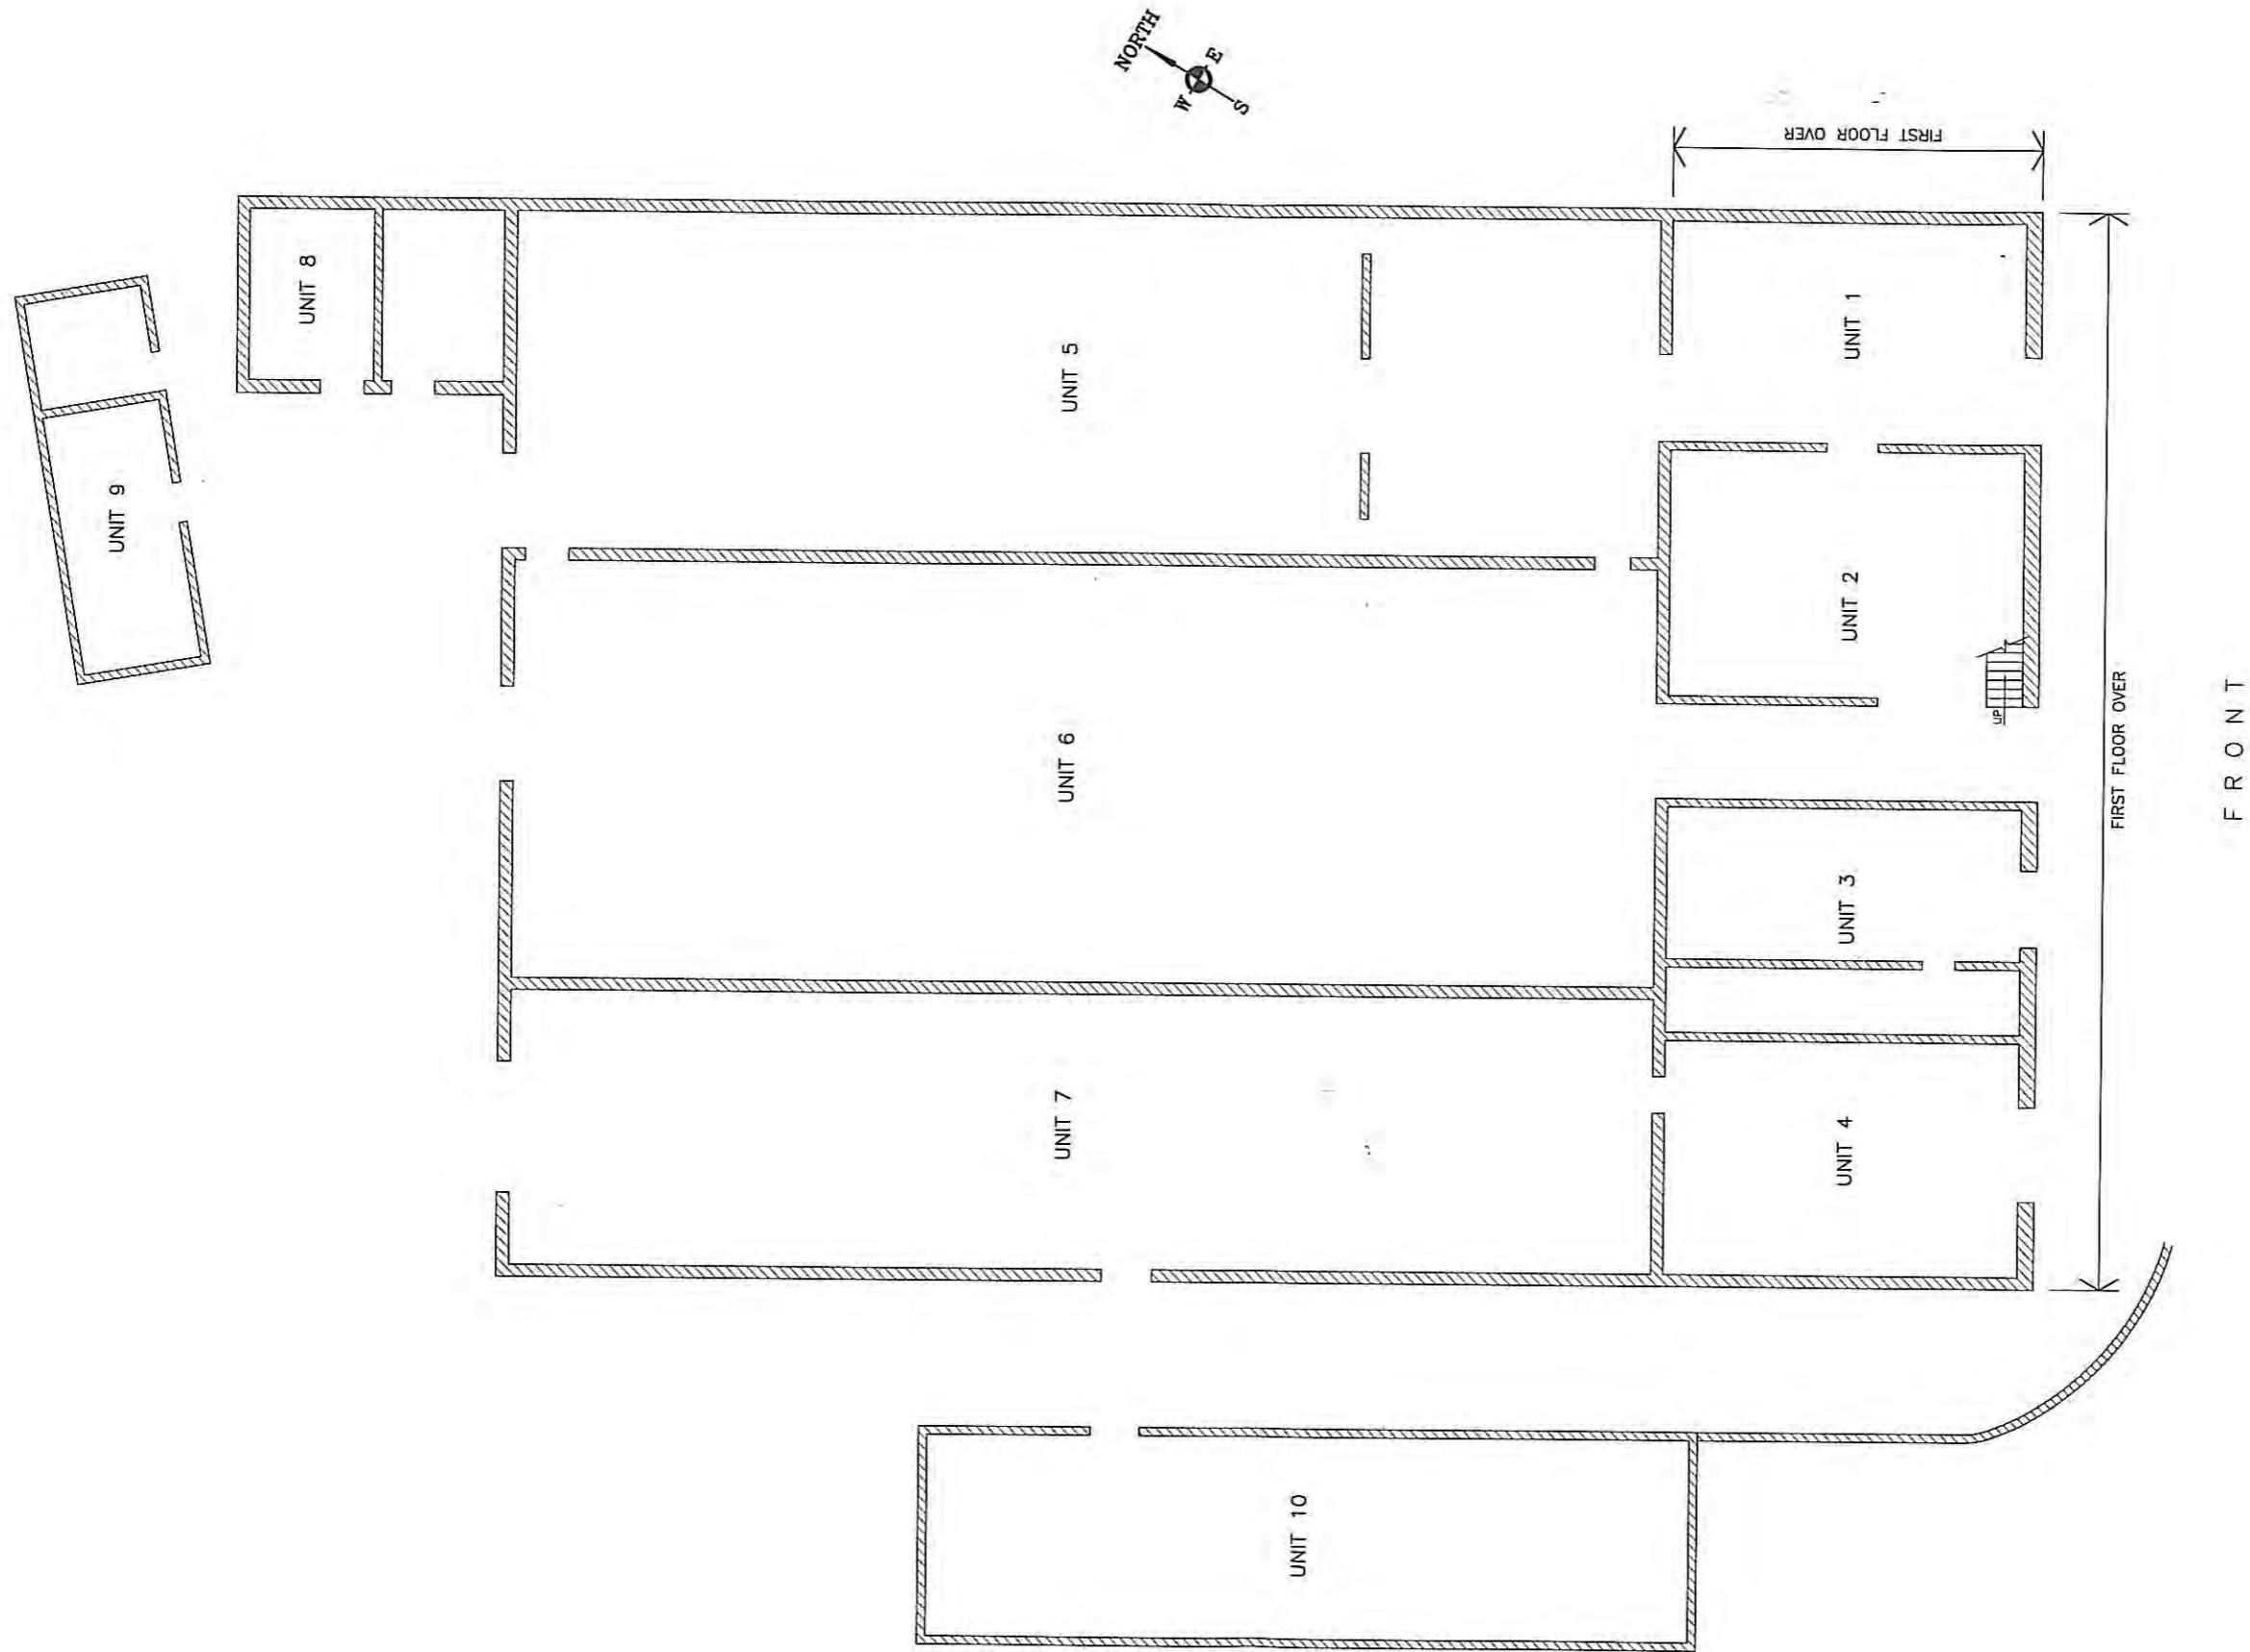 NORTH
E
W
S
FIRST FLOOR OVER
UNIT 8
UNIT 9
UNIT 5
UNIT 1
UNIT 2
UP
UNIT 6
FIRST FLOOR OVER
FRONT
UNIT 3
UNIT 7
UNIT 4
UNIT 10